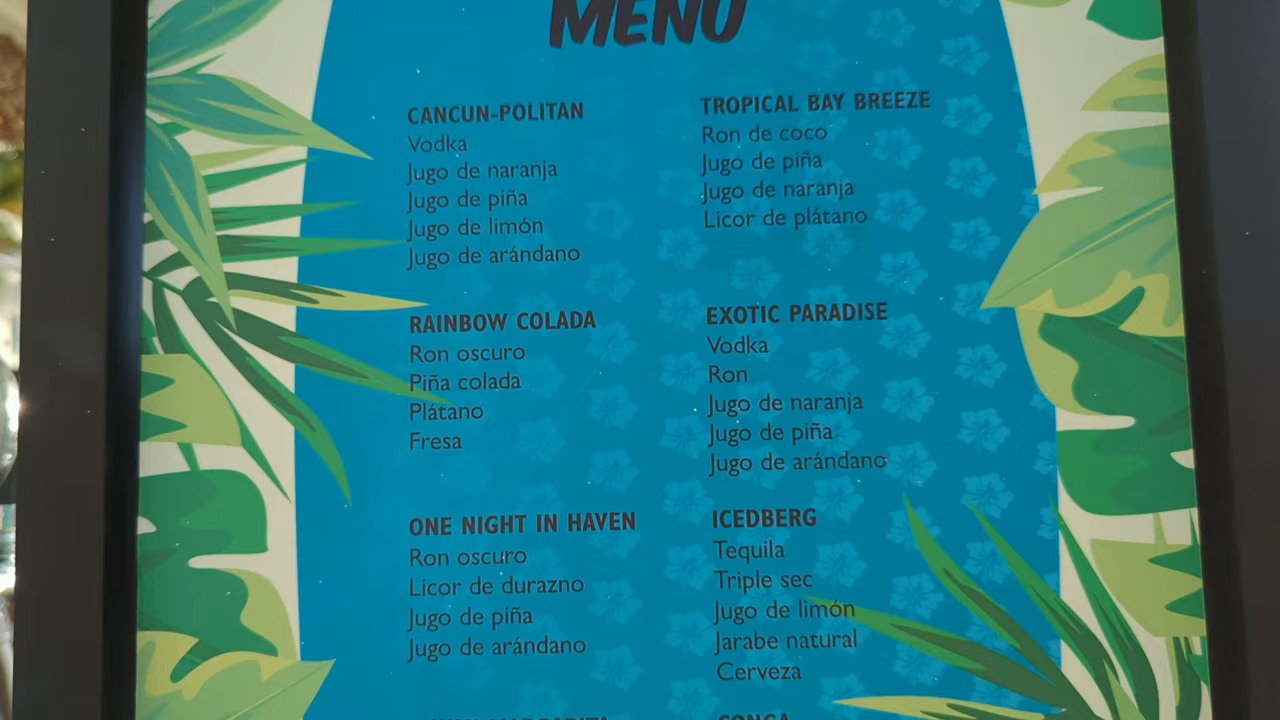 MENÚ
CANCUN-POLITAN
Vodka
Jugo de naranja
Jugo de piña
Jugo de limón
Jugo de arándano
TROPICAL BAY BREEZE
Ron de coco
Jugo de piña
Jugo de naranja
Licor de plátano
RAINBOW COLADA
Ron oscuro
Piña colada
Plátano
Fresa
EXOTIC PARADISE
Vodka
Ron
Jugo de naranja
Jugo de piña
Jugo de arándano
ONE NIGHT IN HAVEN
Ron oscuro
Licor de durazno
Jugo de piña
Jugo de arándano
ICEDBERG
Tequila
Triple sec
Jugo de limón
Jarabe natural
Cerveza
MARGARITA
CONGA